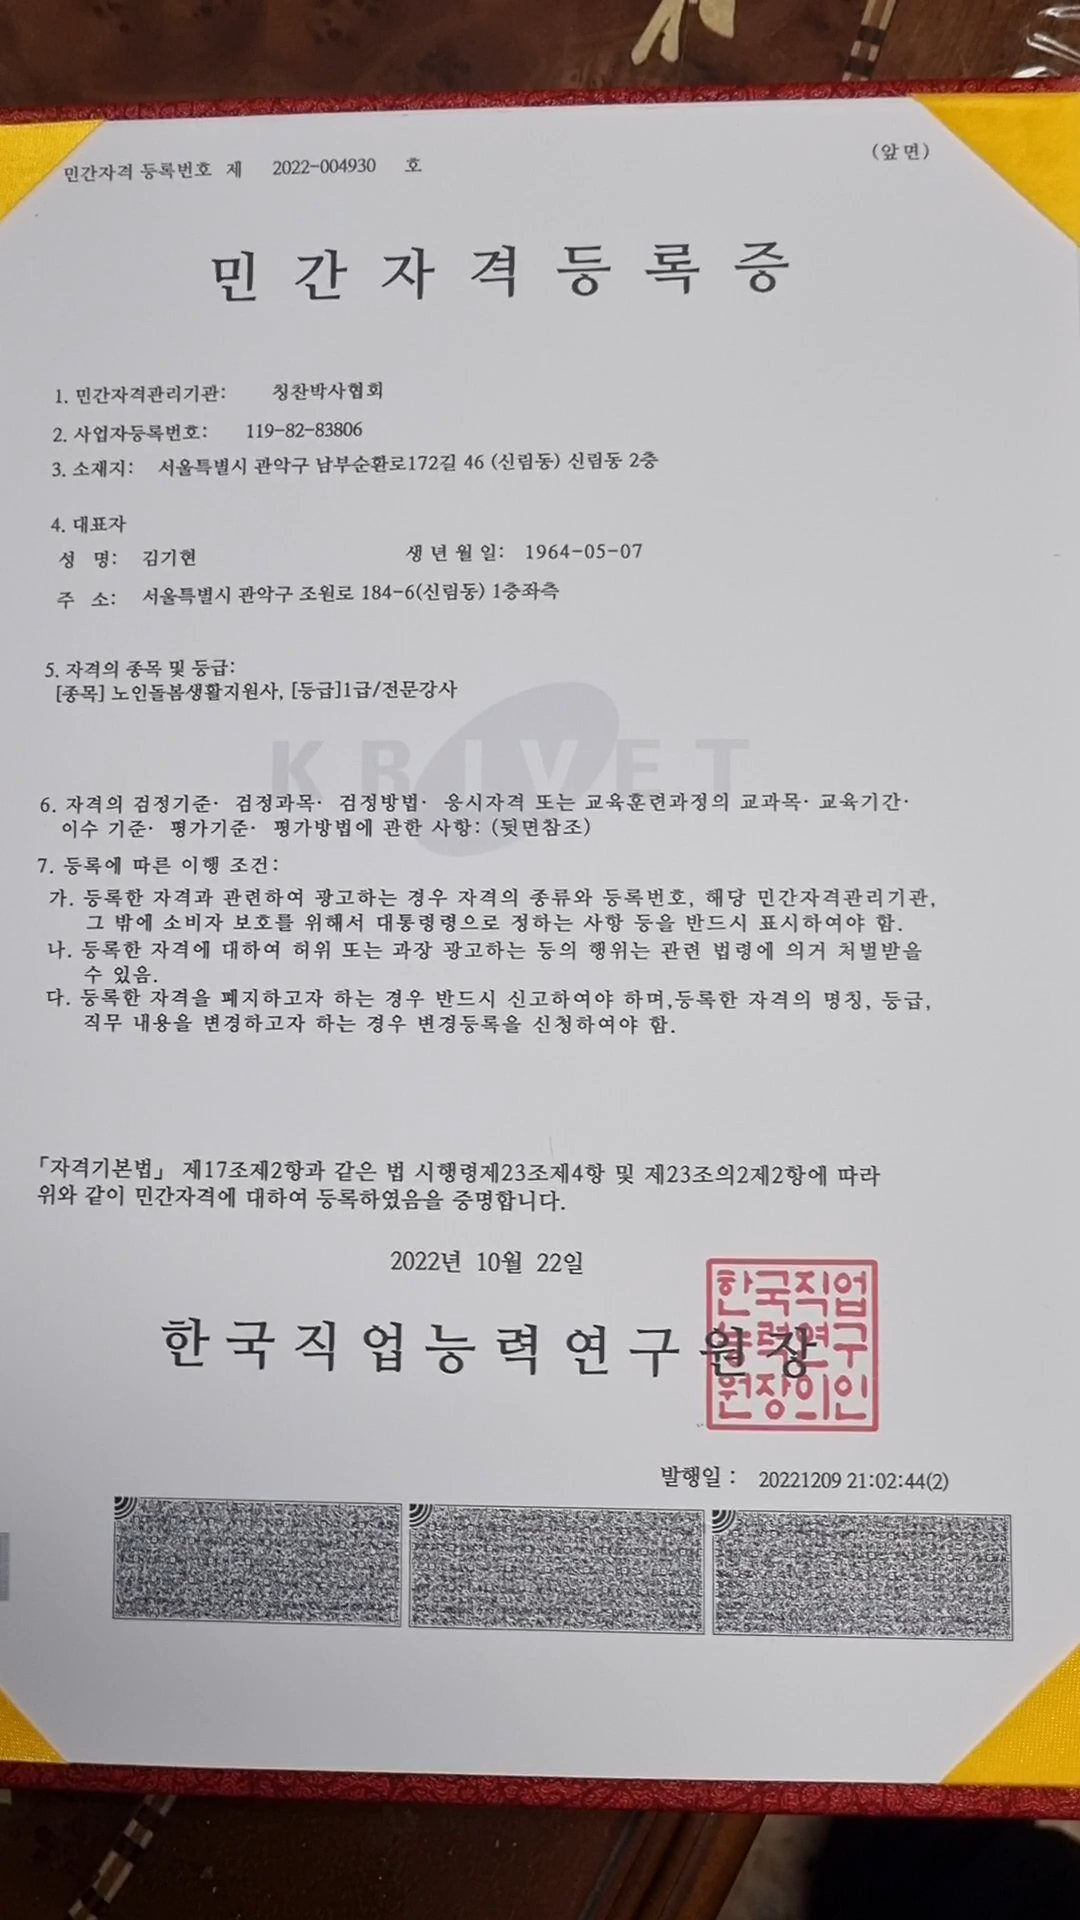 민간자격 등록번호 제 2022-004930 호
(앞면)
민간자격등록증
1. 민간자격관리기관: 칭찬박사협회
2. 사업자등록번호: 119-82-83806
3. 소재지: 서울특별시 관악구 남부순환로172길 46 (신림동) 신림동 2층
4. 대표자
성 명: 김기현 생년월일: 1964-05-07
주 소: 서울특별시 관악구 조원로 184-6(신림동) 1층좌측
5. 자격의 종목 및 등급:
[종목] 노인돌봄생활지원사, [등급]1급/전문강사
KRIVET
6. 자격의 검정기준· 검정과목· 검정방법· 응시자격 또는 교육훈련과정의 교과목· 교육기간·
이수 기준· 평가기준· 평가방법에 관한 사항: (뒷면참조)
7. 등록에 따른 이행 조건:
가. 등록한 자격과 관련하여 광고하는 경우 자격의 종류와 등록번호, 해당 민간자격관리기관,
그 밖에 소비자 보호를 위해서 대통령령으로 정하는 사항 등을 반드시 표시하여야 함.
나. 등록한 자격에 대하여 허위 또는 과장 광고하는 등의 행위는 관련 법령에 의거 처벌받을
수 있음.
다. 등록한 자격을 폐지하고자 하는 경우 반드시 신고하여야 하며,등록한 자격의 명칭, 등급,
직무 내용을 변경하고자 하는 경우 변경등록을 신청하여야 함.
「자격기본법」 제17조제2항과 같은 법 시행령제23조제4항 및 제23조의2제2항에 따라
위와 같이 민간자격에 대하여 등록하였음을 증명합니다.
2022년 10월 22일
한국직업능력연구원장
한국직업
능력연구
원장의인
발행일 : 20221209 21:02:44(2)